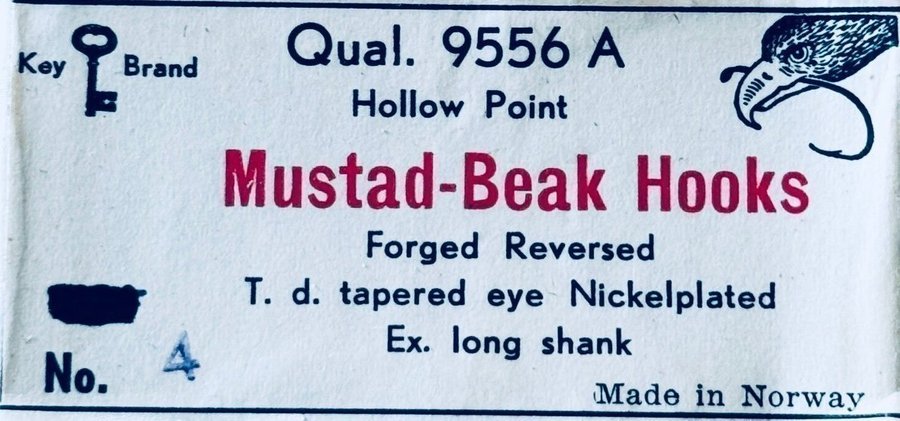 Key Brand
Qual. 9556 A
Hollow Point
Mustad-Beak Hooks
Forged Reversed
T. d. tapered eye Nickelplated
Ex. long shank
No. 4
Made in Norway